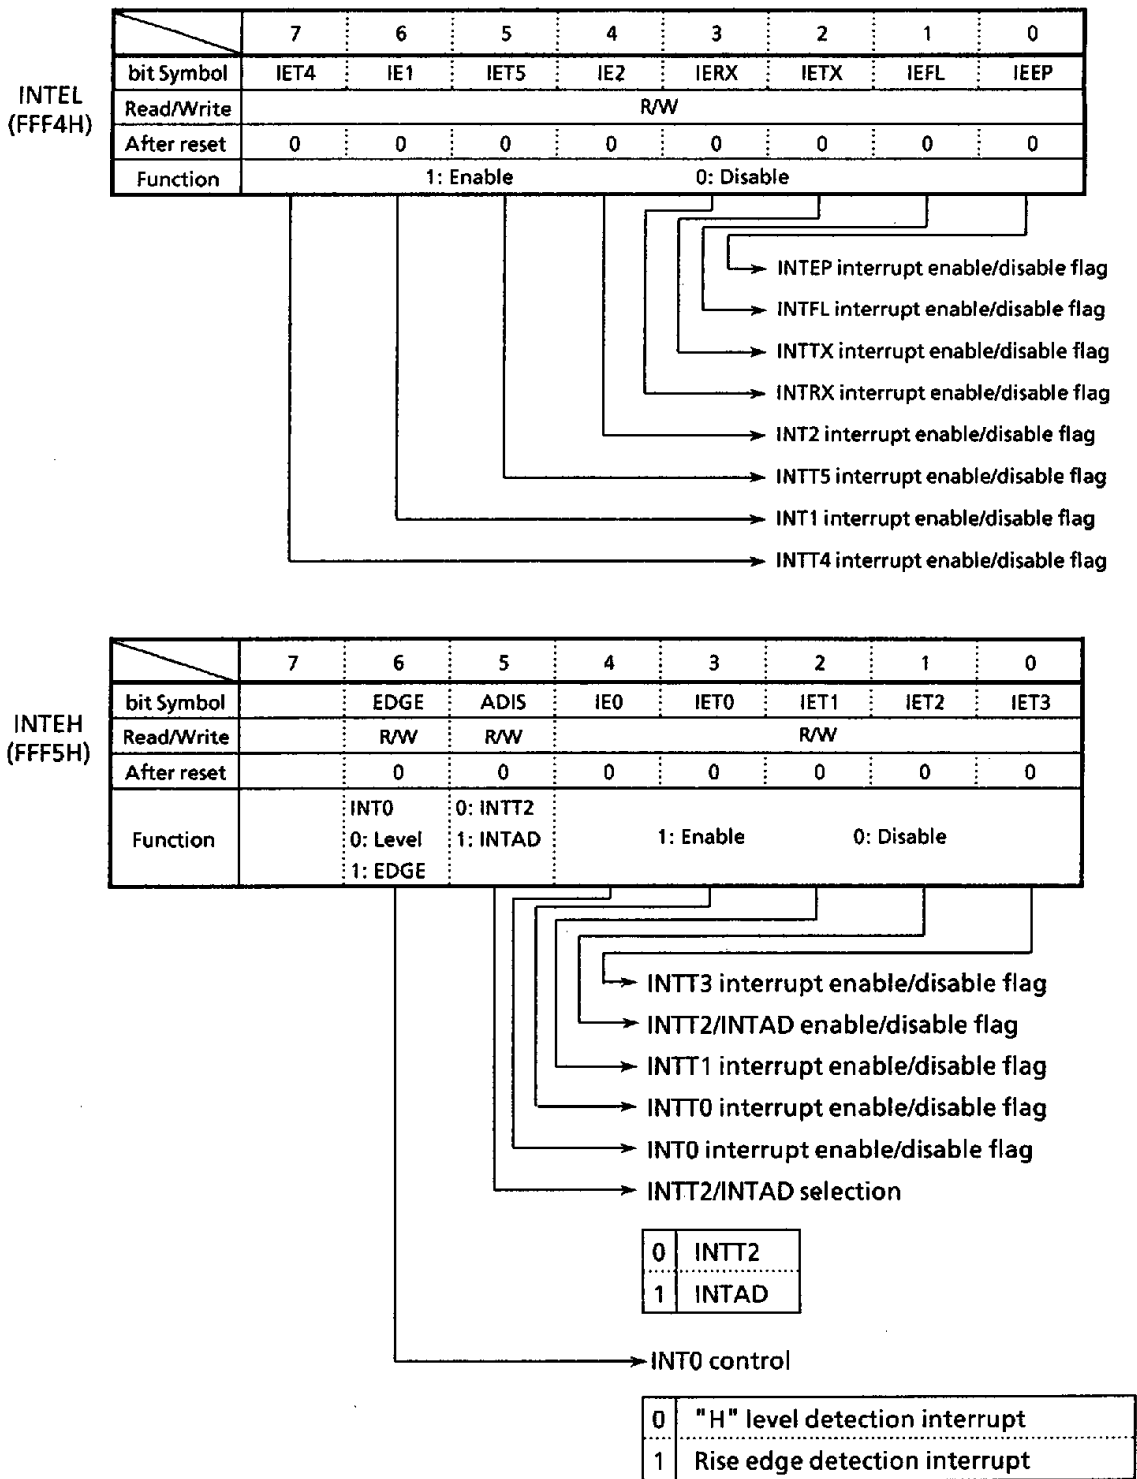 7 6 5 4 3 2 1 0
bit Symbol IET4 IE1 IET5 IE2 IERX IETX IEFL IEEP
INTEL
(FFF4H)
Read/Write R/W
After reset 0 0 0 0 0 0 0 0
Function 1: Enable 0: Disable
INTEP interrupt enable/disable flag
INTFL interrupt enable/disable flag
INTTX interrupt enable/disable flag
INTRX interrupt enable/disable flag
INT2 interrupt enable/disable flag
INTT5 interrupt enable/disable flag
INT1 interrupt enable/disable flag
INTT4 interrupt enable/disable flag
7 6 5 4 3 2 1 0
bit Symbol EDGE ADIS IE0 IET0 IET1 IET2 IET3
INTEH
(FFF5H)
Read/Write R/W R/W R/W
After reset 0 0 0 0 0 0 0
INT0 0: INTT2
Function 0: Level 1: INTAD 1: Enable 0: Disable
1: EDGE
INTT3 interrupt enable/disable flag
INTT2/INTAD enable/disable flag
INTT1 interrupt enable/disable flag
INTT0 interrupt enable/disable flag
INT0 interrupt enable/disable flag
INTT2/INTAD selection
0 INTT2
1 INTAD
INT0 control
0 "H" level detection interrupt
1 Rise edge detection interrupt